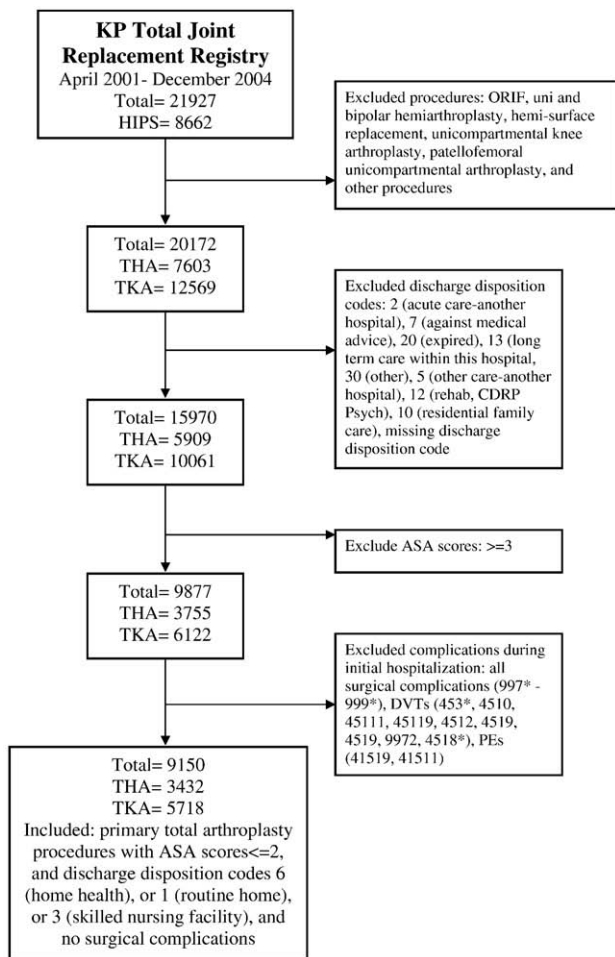 KP Total Joint
Replacement Registry
April 2001- December 2004
Total= 21927
HIPS= 8662
Excluded procedures: ORIF, uni and
bipolar hemiarthroplasty, hemi-surface
replacement, unicompartmental knee
arthroplasty, patellofemoral
unicompartmental arthroplasty, and
other procedures
Total= 20172
THA= 7603
TKA= 12569
Excluded discharge disposition
codes: 2 (acute care-another
hospital), 7 (against medical
advice), 20 (expired), 13 (long
term care within this hospital,
30 (other), 5 (other care-another
hospital), 12 (rehab, CDRP
Psych), 10 (residential family
care), missing discharge
disposition code
15970
THA= 5909
TKA= 10061
Exclude ASA scores: >=3
Total= 9877
THA= 3755
TKA= 6122
Excluded complications during
initial hospitalization: all
surgical complications (997* -
999*), DVTs (453*, 4510,
45111, 45119, 4512, 4519,
4519, 9972, 4518*), PEs
(41519, 41511)
Total= 9150
THA= 3432
TKA= 5718
Included: primary total arthroplasty
procedures with ASA scores<=2,
and discharge disposition codes 6
(home health), or 1 (routine home),
or 3 (skilled nursing facility), and
no surgical complications